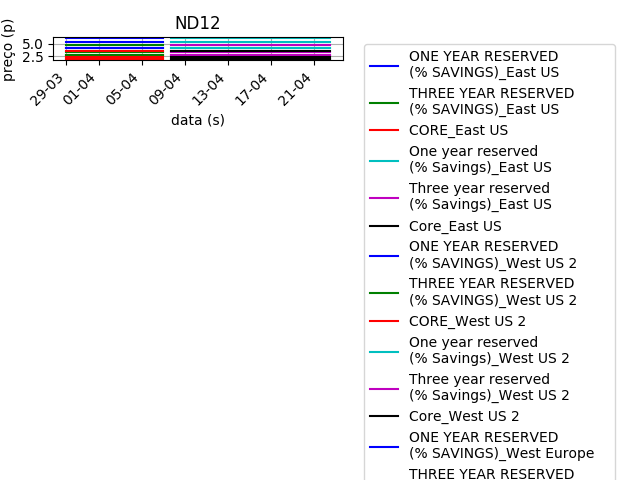 ND12
preço (p)
5.0
2.5
29-03
01-04
05-04
09-04
13-04
17-04
21-04
data (s)
ONE YEAR RESERVED
(% SAVINGS)_East US
THREE YEAR RESERVED
(% SAVINGS)_East US
CORE_East US
One year reserved
(% Savings)_East US
Three year reserved
(% Savings)_East US
Core_East US
ONE YEAR RESERVED
(% SAVINGS)_West US 2
THREE YEAR RESERVED
(% SAVINGS)_West US 2
CORE_West US 2
One year reserved
(% Savings)_West US 2
Three year reserved
(% Savings)_West US 2
Core_West US 2
ONE YEAR RESERVED
(% SAVINGS)_West Europe
THREE YEAR RESERVED